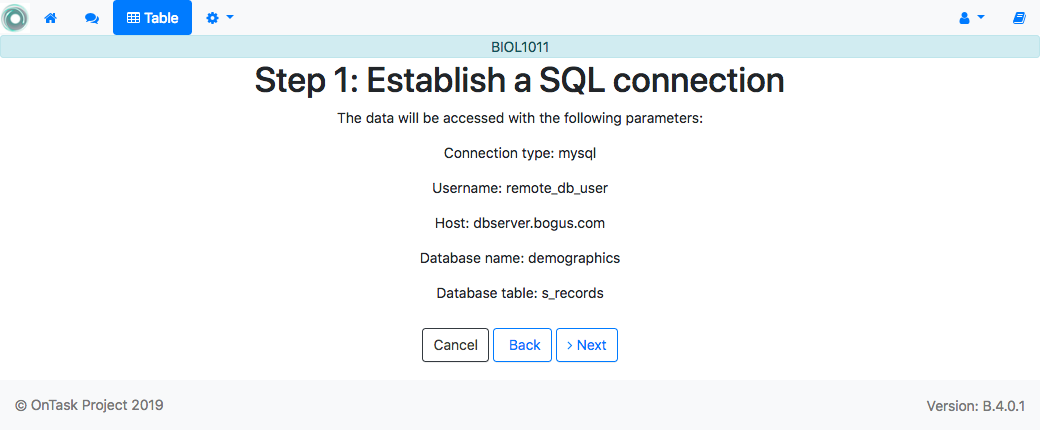 Table
BIOL1011
Step 1: Establish a SQL connection
The data will be accessed with the following parameters:
Connection type: mysql
Username: remote_db_user
Host: dbserver.bogus.com
Database name: demographics
Database table: s_records
Cancel Back Next
© OnTask Project 2019 Version: B.4.0.1